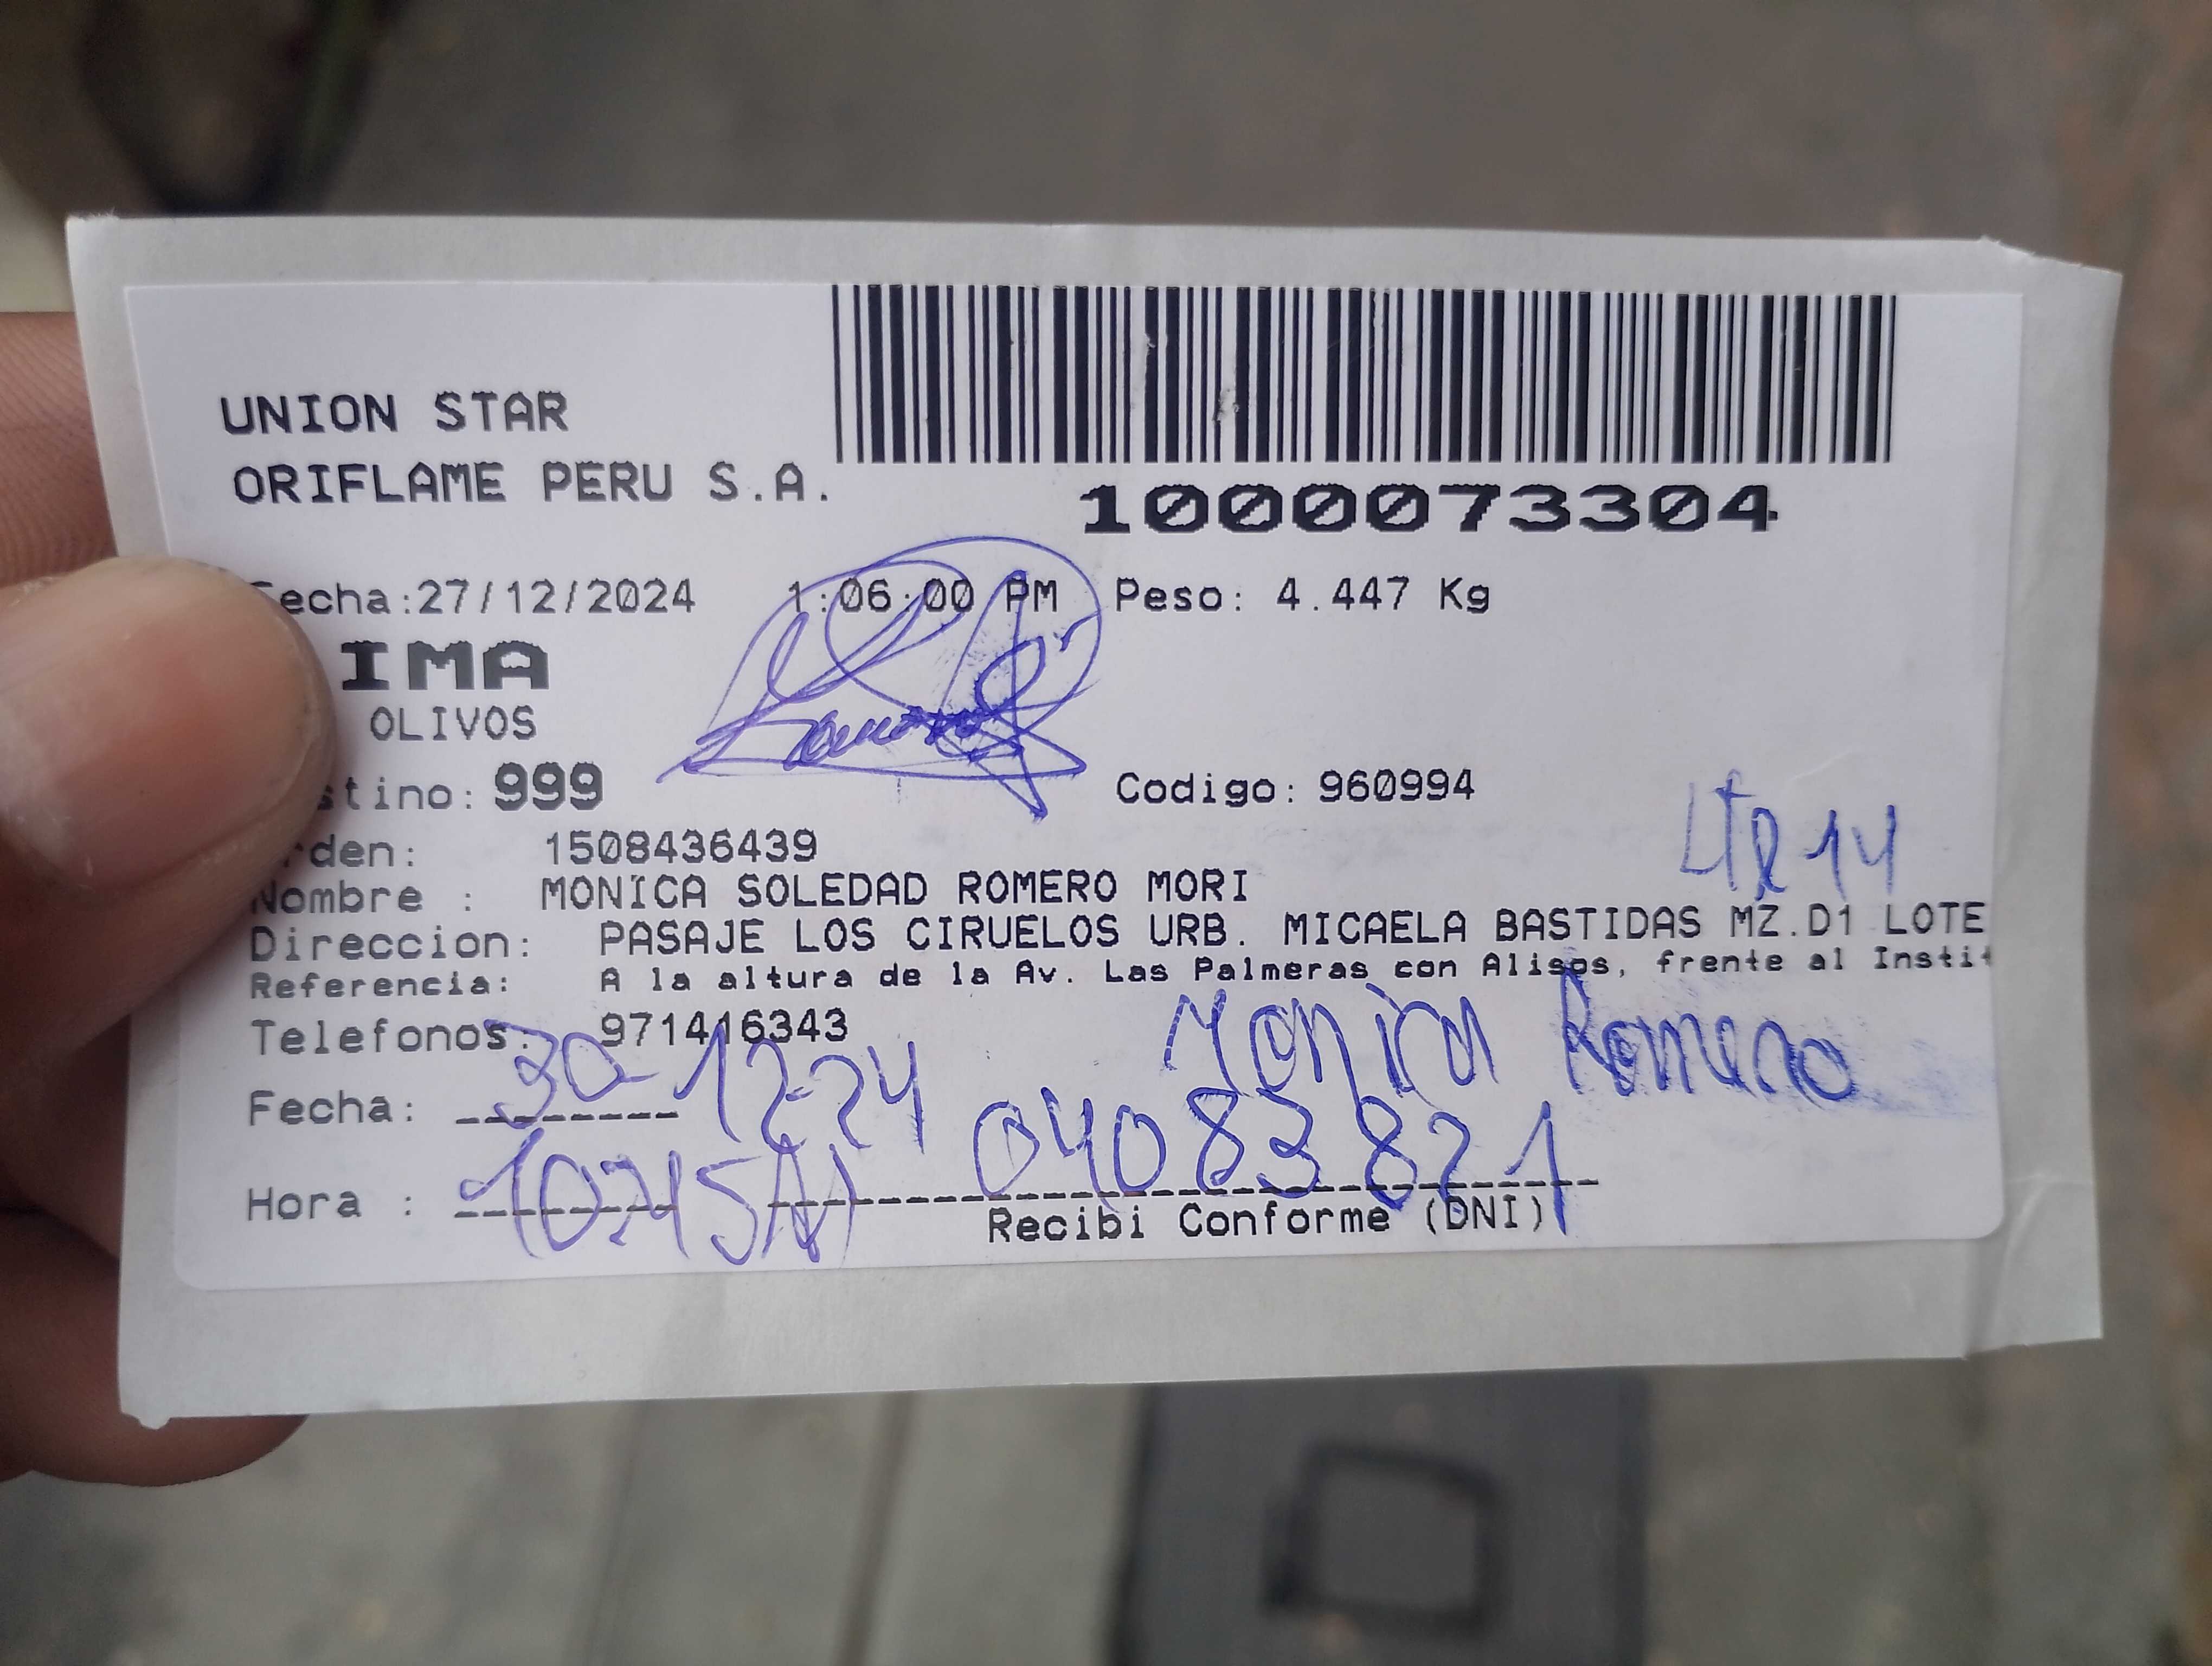 UNION STAR
ORIFLAME PERU S.A.
1000073304
Fecha:27/12/2024 1:06:00 PM Peso: 4.447 Kg
IMA
OLIVOS
stino: 999 Codigo: 960994
Lte 14
rden: 1508436439
Nombre : MONICA SOLEDAD ROMERO MORI
Direccion: PASAJE LOS CIRUELOS URB. MICAELA BASTIDAS MZ.D1 LOTE
Referencia: A la altura de la Av. Las Palmeras con Alisos, frente al Instit
Telefonos: 971416343
Monica Romero
Fecha: 30-12-24
04083821
Hora : 10:45
Recibi Conforme (DNI)